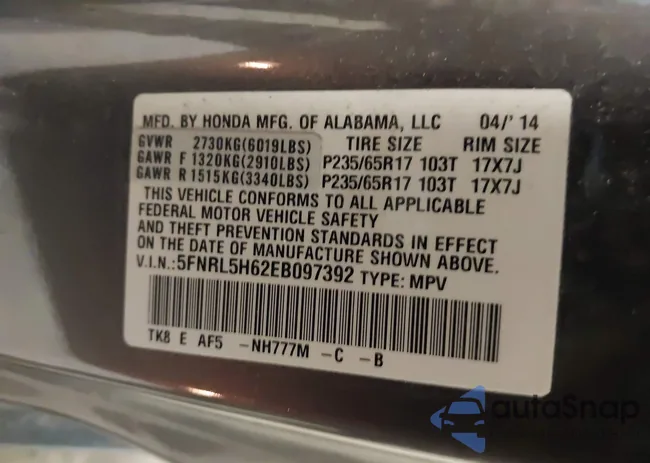 MFD. BY HONDA MFG. OF ALABAMA, LLC 04/'14
GVWR 2730KG(6019LBS) TIRE SIZE RIM SIZE
GAWR F 1320KG(2910LBS) P235/65R17 103T 17X7J
GAWR R 1515KG(3340LBS) P235/65R17 103T 17X7J
THIS VEHICLE CONFORMS TO ALL APPLICABLE
FEDERAL MOTOR VEHICLE SAFETY
AND THEFT PREVENTION STANDARDS IN EFFECT
ON THE DATE OF MANUFACTURE SHOWN ABOVE.
V.I.N.:5FNRL5H62EB097392 TYPE: MPV
TK8 E AF5 -NH777M -C -B
autoSnap